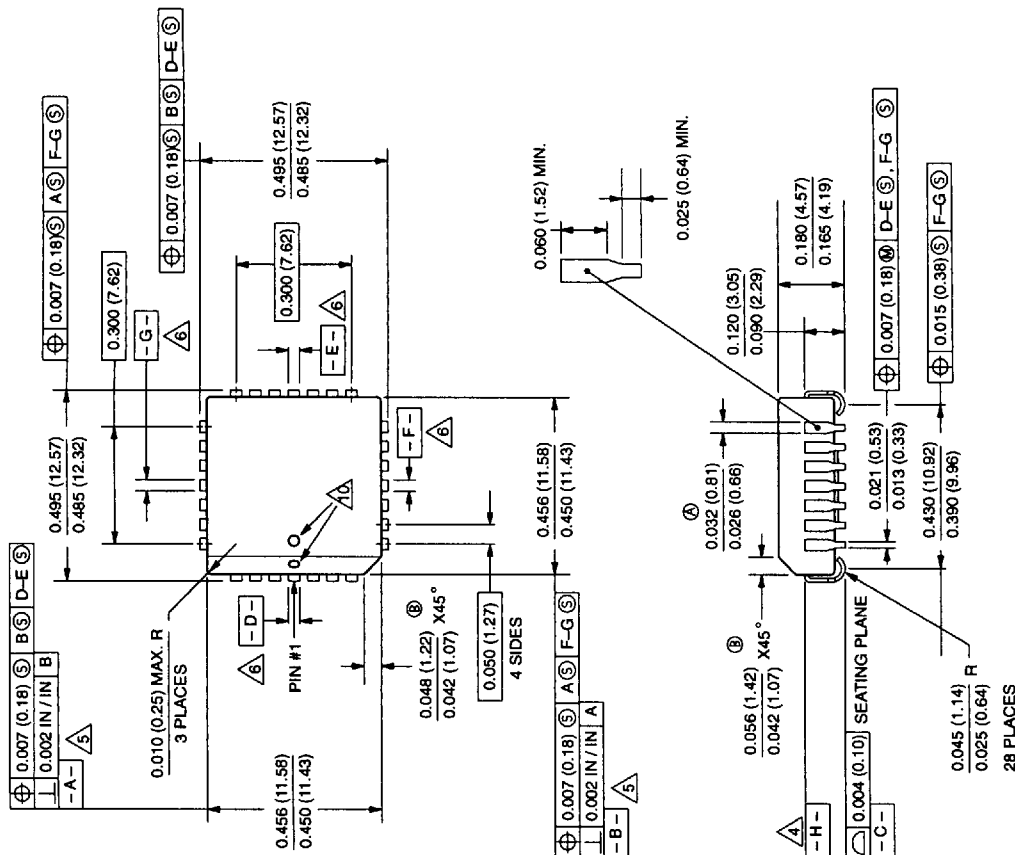 ⌖ 0.007 (0.18) Ⓢ B Ⓢ D–E Ⓢ
⊥ 0.002 IN / IN B
- A -
5
⌖ 0.007 (0.18) Ⓢ A Ⓢ F–G Ⓢ
0.495 (12.57)
0.485 (12.32)
0.300 (7.62)
- G -
6
⌖ 0.007 (0.18) Ⓢ B Ⓢ D–E Ⓢ
0.495 (12.57)
0.485 (12.32)
0.300 (7.62)
6
- E -
0.010 (0.25) MAX. R
3 PLACES
0.456 (11.58)
0.450 (11.43)
- D -
6
PIN #1
10
- F -
6
0.048 (1.22) Ⓑ
0.042 (1.07) X45°
0.050 (1.27)
4 SIDES
0.456 (11.58)
0.450 (11.43)
⌖ 0.007 (0.18) Ⓢ A Ⓢ F–G Ⓢ
⊥ 0.002 IN / IN A
- B -
5
0.060 (1.52) MIN.
0.025 (0.64) MIN.
0.180 (4.57)
0.165 (4.19)
0.120 (3.05)
0.090 (2.29)
Ⓐ
0.032 (0.81)
0.026 (0.66)
0.056 (1.42) Ⓑ
0.042 (1.07) X45°
⌖ 0.007 (0.18) Ⓜ D–E Ⓢ, F–G Ⓢ
0.021 (0.53)
0.013 (0.33)
⌖ 0.015 (0.38) Ⓢ F–G Ⓢ
0.430 (10.92)
0.390 (9.96)
4
- H -
⌓ 0.004 (0.10) SEATING PLANE
- C -
0.045 (1.14) R
0.025 (0.64)
28 PLACES